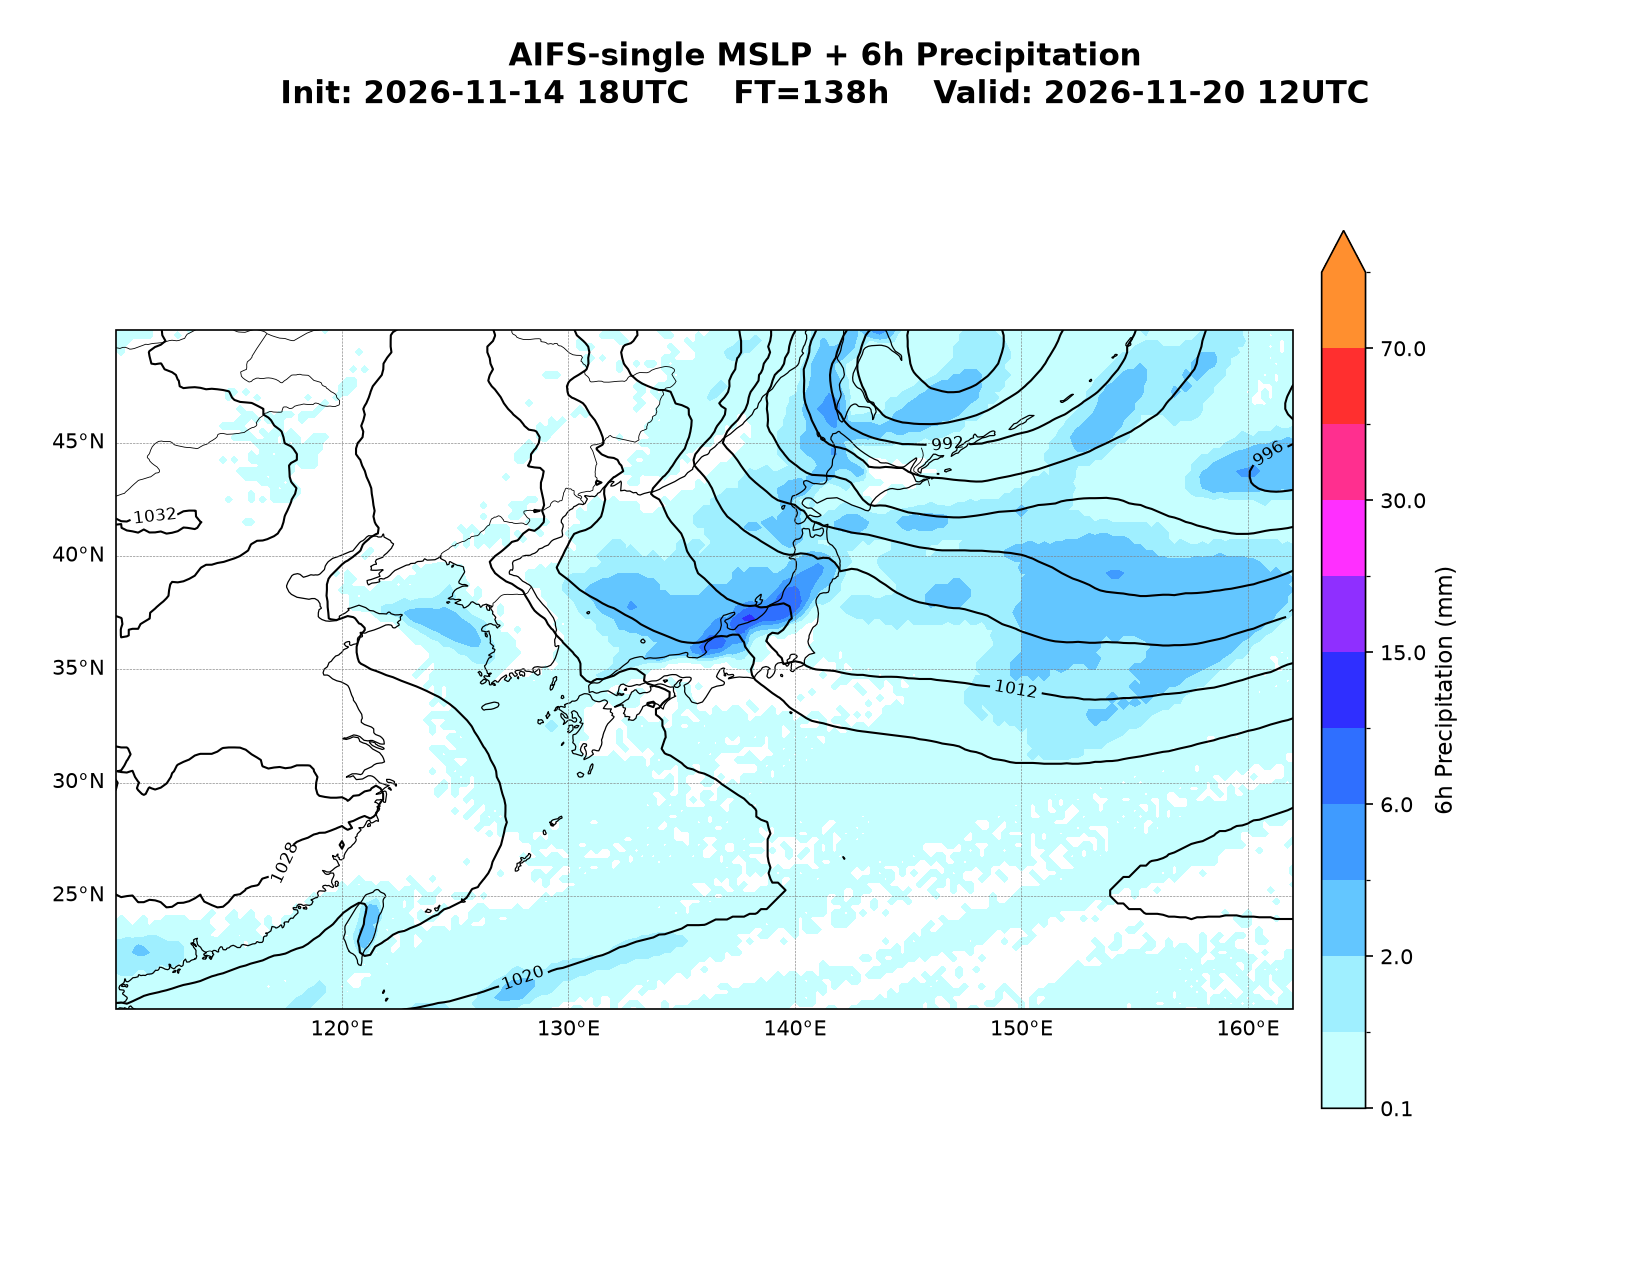 AIFS-single MSLP + 6h Precipitation
Init: 2026-11-14 18UTC    FT=138h    Valid: 2026-11-20 12UTC
45°N
40°N
35°N
30°N
25°N
120°E
130°E
140°E
150°E
160°E
992
996
1032
1012
1028
1020
70.0
30.0
15.0
6.0
2.0
0.1
6h Precipitation (mm)